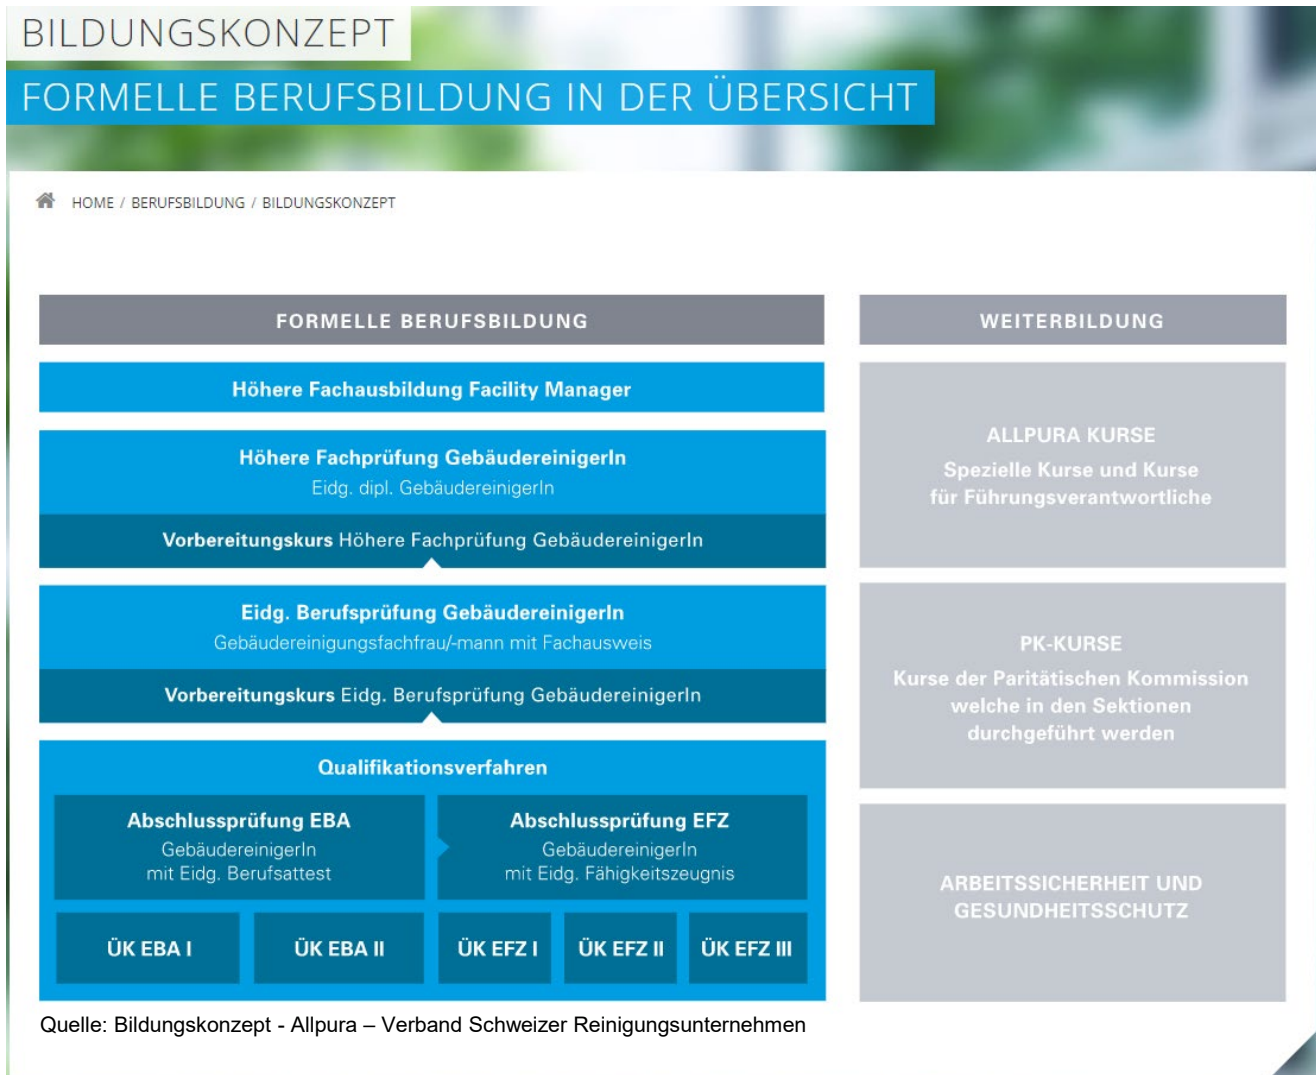 BILDUNGSKONZEPT
FORMELLE BERUFSBILDUNG IN DER ÜBERSICHT
HOME / BERUFSBILDUNG / BILDUNGSKONZEPT
FORMELLE BERUFSBILDUNG
Höhere Fachausbildung Facility Manager
Höhere Fachprüfung GebäudereinigerIn
Eidg. dipl. GebäudereinigerIn
Vorbereitungskurs Höhere Fachprüfung GebäudereinigerIn
Eidg. Berufsprüfung GebäudereinigerIn
Gebäudereinigungsfachfrau/-mann mit Fachausweis
Vorbereitungskurs Eidg. Berufsprüfung GebäudereinigerIn
Qualifikationsverfahren
Abschlussprüfung EBA
GebäudereinigerIn
mit Eidg. Berufsattest
Abschlussprüfung EFZ
GebäudereinigerIn
mit Eidg. Fähigkeitszeugnis
ÜK EBA I
ÜK EBA II
ÜK EFZ I
ÜK EFZ II
ÜK EFZ III
WEITERBILDUNG
ALLPURA KURSE
Spezielle Kurse und Kurse
für Führungsverantwortliche
PK-KURSE
Kurse der Paritätischen Kommission
welche in den Sektionen
durchgeführt werden
ARBEITSSICHERHEIT UND
GESUNDHEITSSCHUTZ
Quelle: Bildungskonzept - Allpura – Verband Schweizer Reinigungsunternehmen